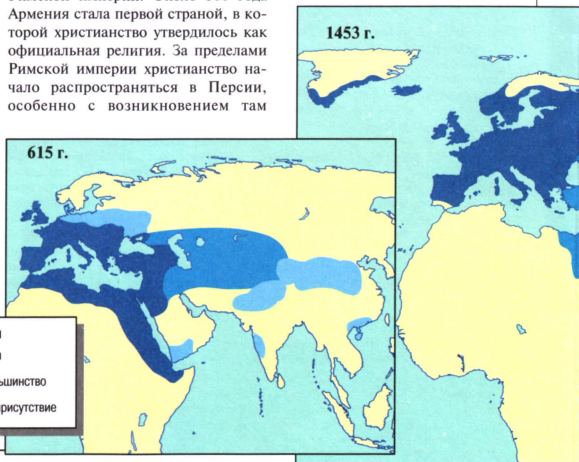 Армения стала первой страной, в ко-
торой христианство утвердилось как
официальная религия. За пределами
Римской империи христианство на-
чало распространяться в Персии,
особенно с возникновением там
1453 г.
615 г.